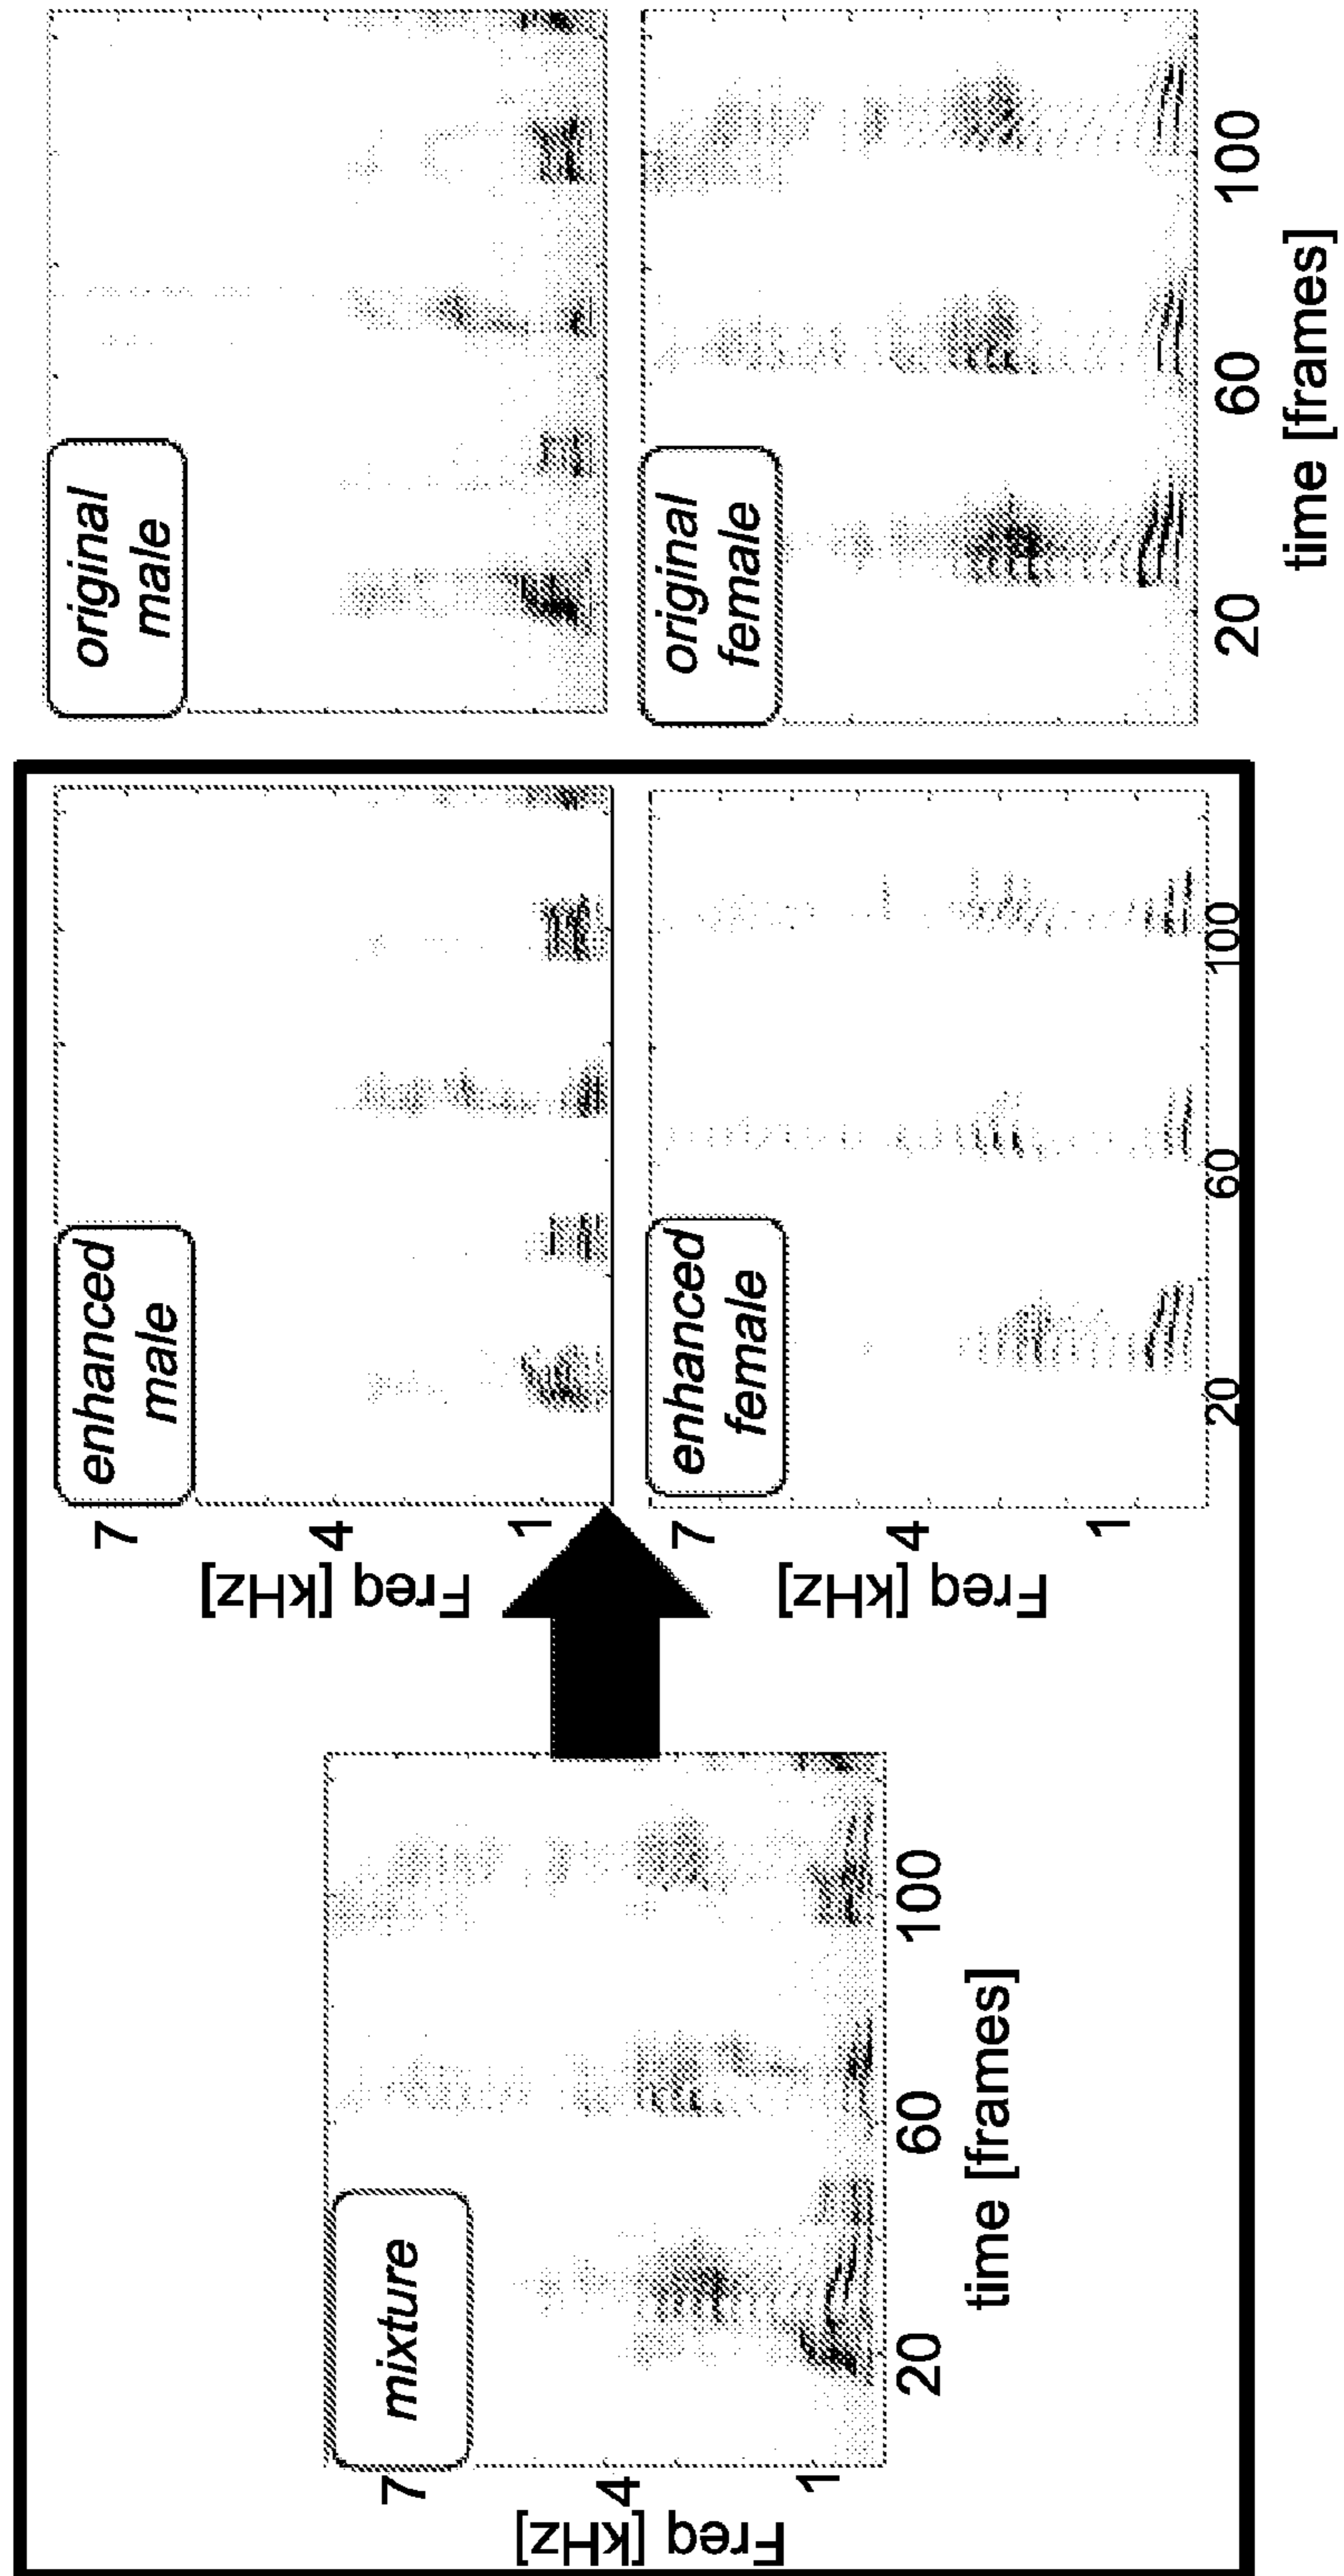 mixture
Freq [kHz]
7
4
1
20
60
100
time [frames]
enhanced
male
Freq [kHz]
7
4
1
enhanced
female
Freq [kHz]
7
4
1
20
60
100
original
male
original
female
20
60
100
time [frames]